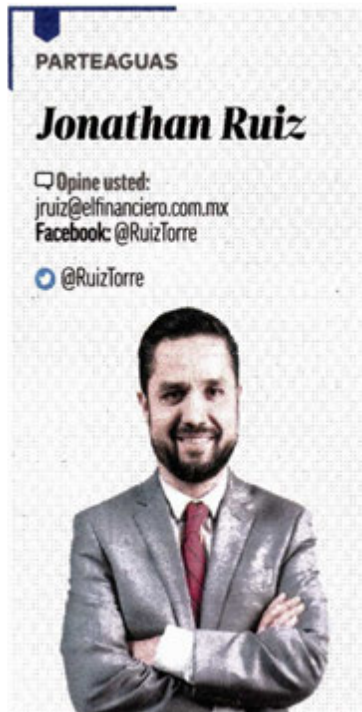 PARTEAGUAS
Jonathan Ruiz
Opine usted:
jruiz@elfinanciero.com.mx
Facebook: @RuizTorre
@RuizTorre